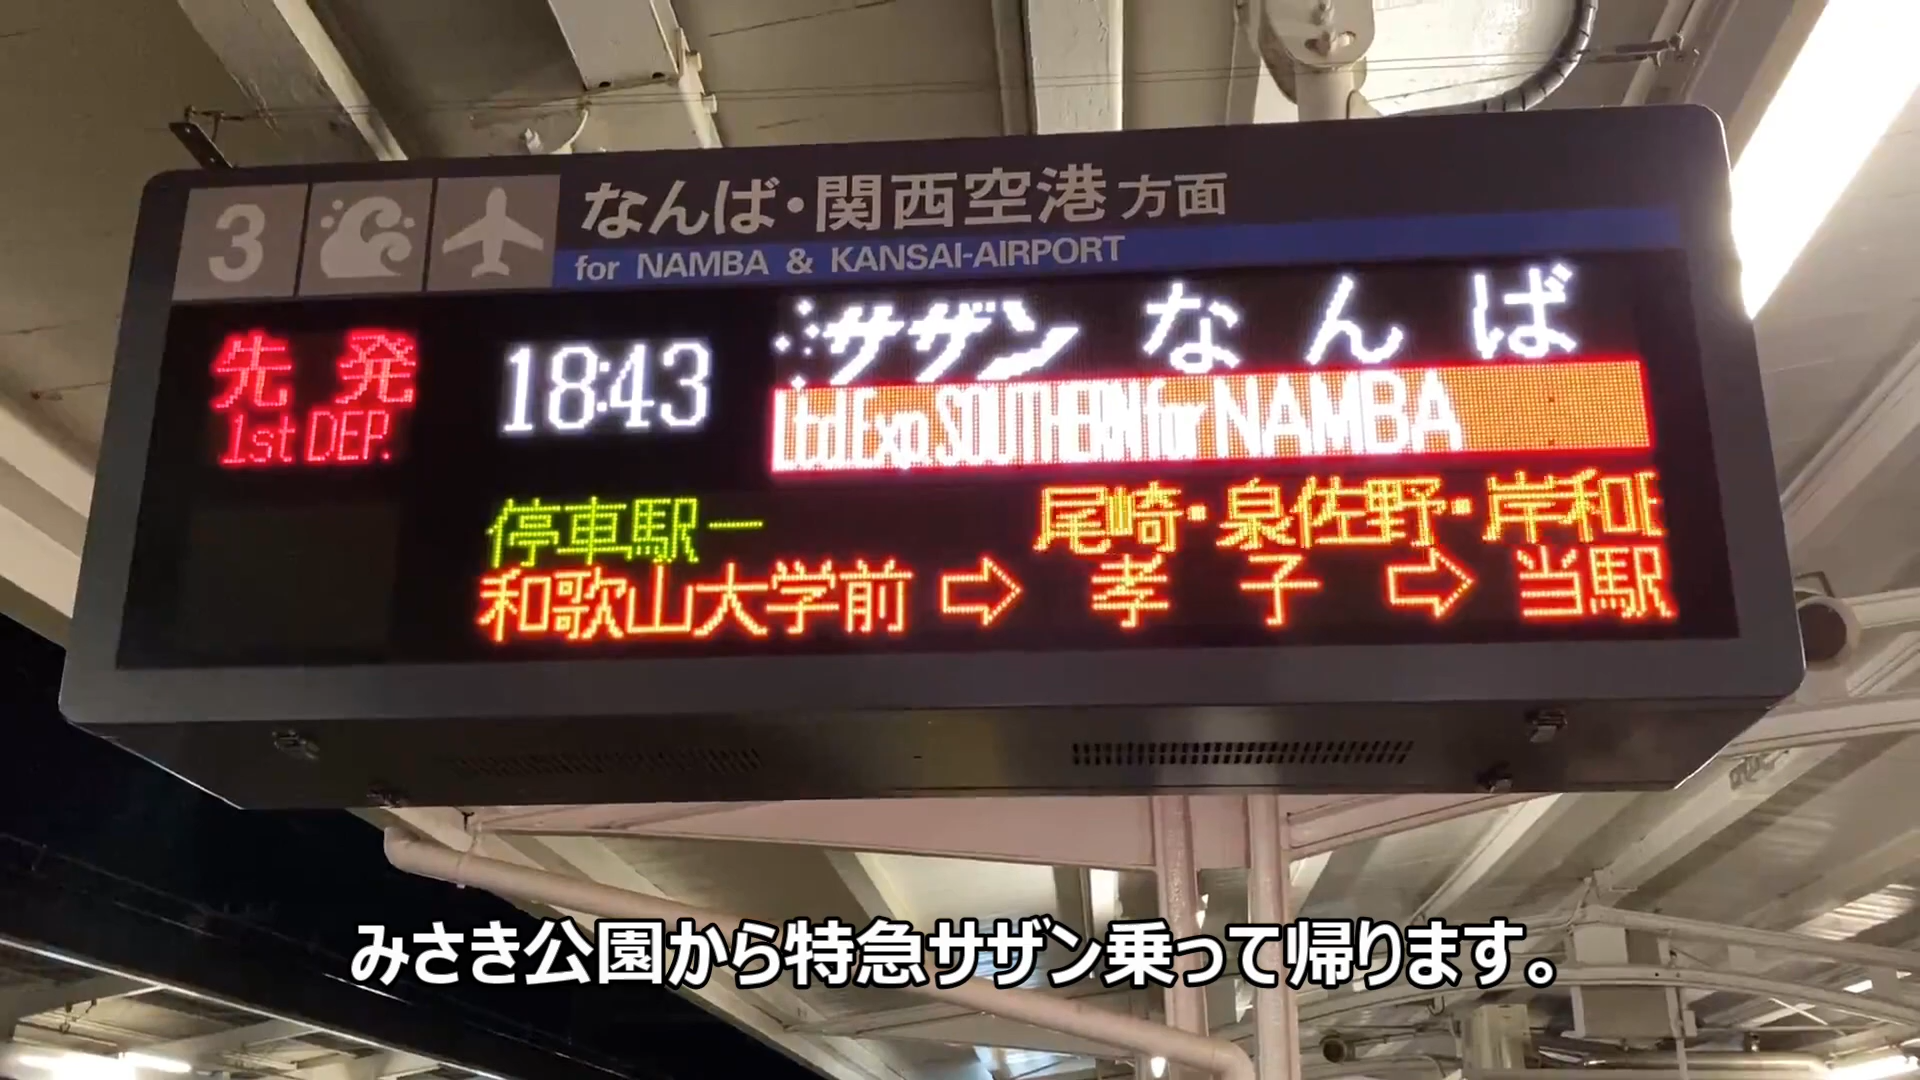 3 なんば・関西空港 方面
for NAMBA & KANSAI-AIRPORT
先発 18:43 サザン なんば
1st DEP. Ltd.Exp.SOUTHERN for NAMBA
停車駅ー 尾崎・泉佐野・岸和
和歌山大学前 ⇨ 孝子 ⇨ 当駅
みさき公園から特急サザン乗って帰ります。